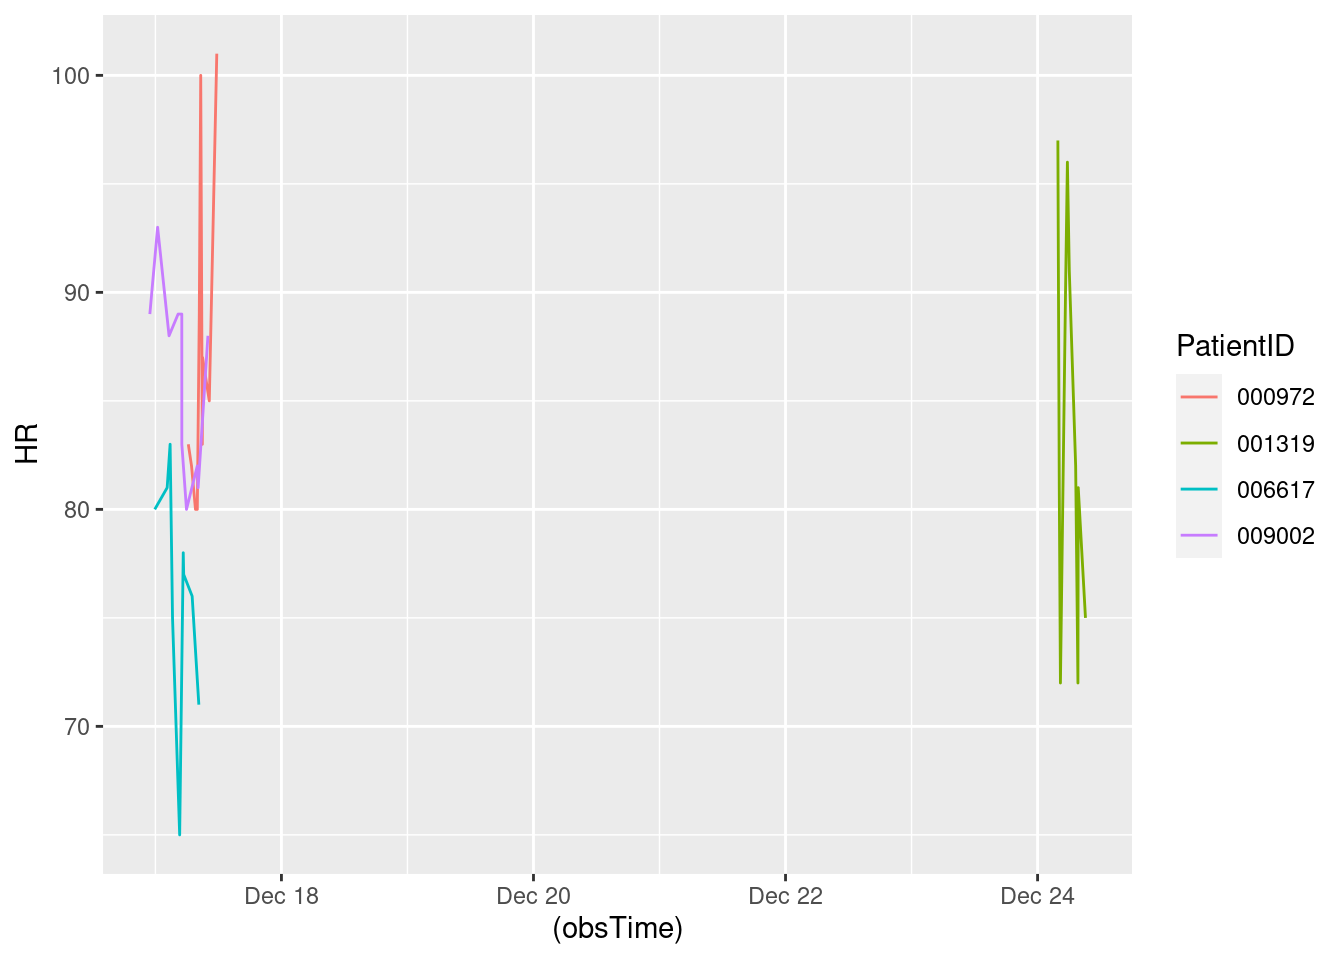 100
90
80
70
HR
Dec 18
Dec 20
Dec 22
Dec 24
(obsTime)
PatientID
000972
001319
006617
009002